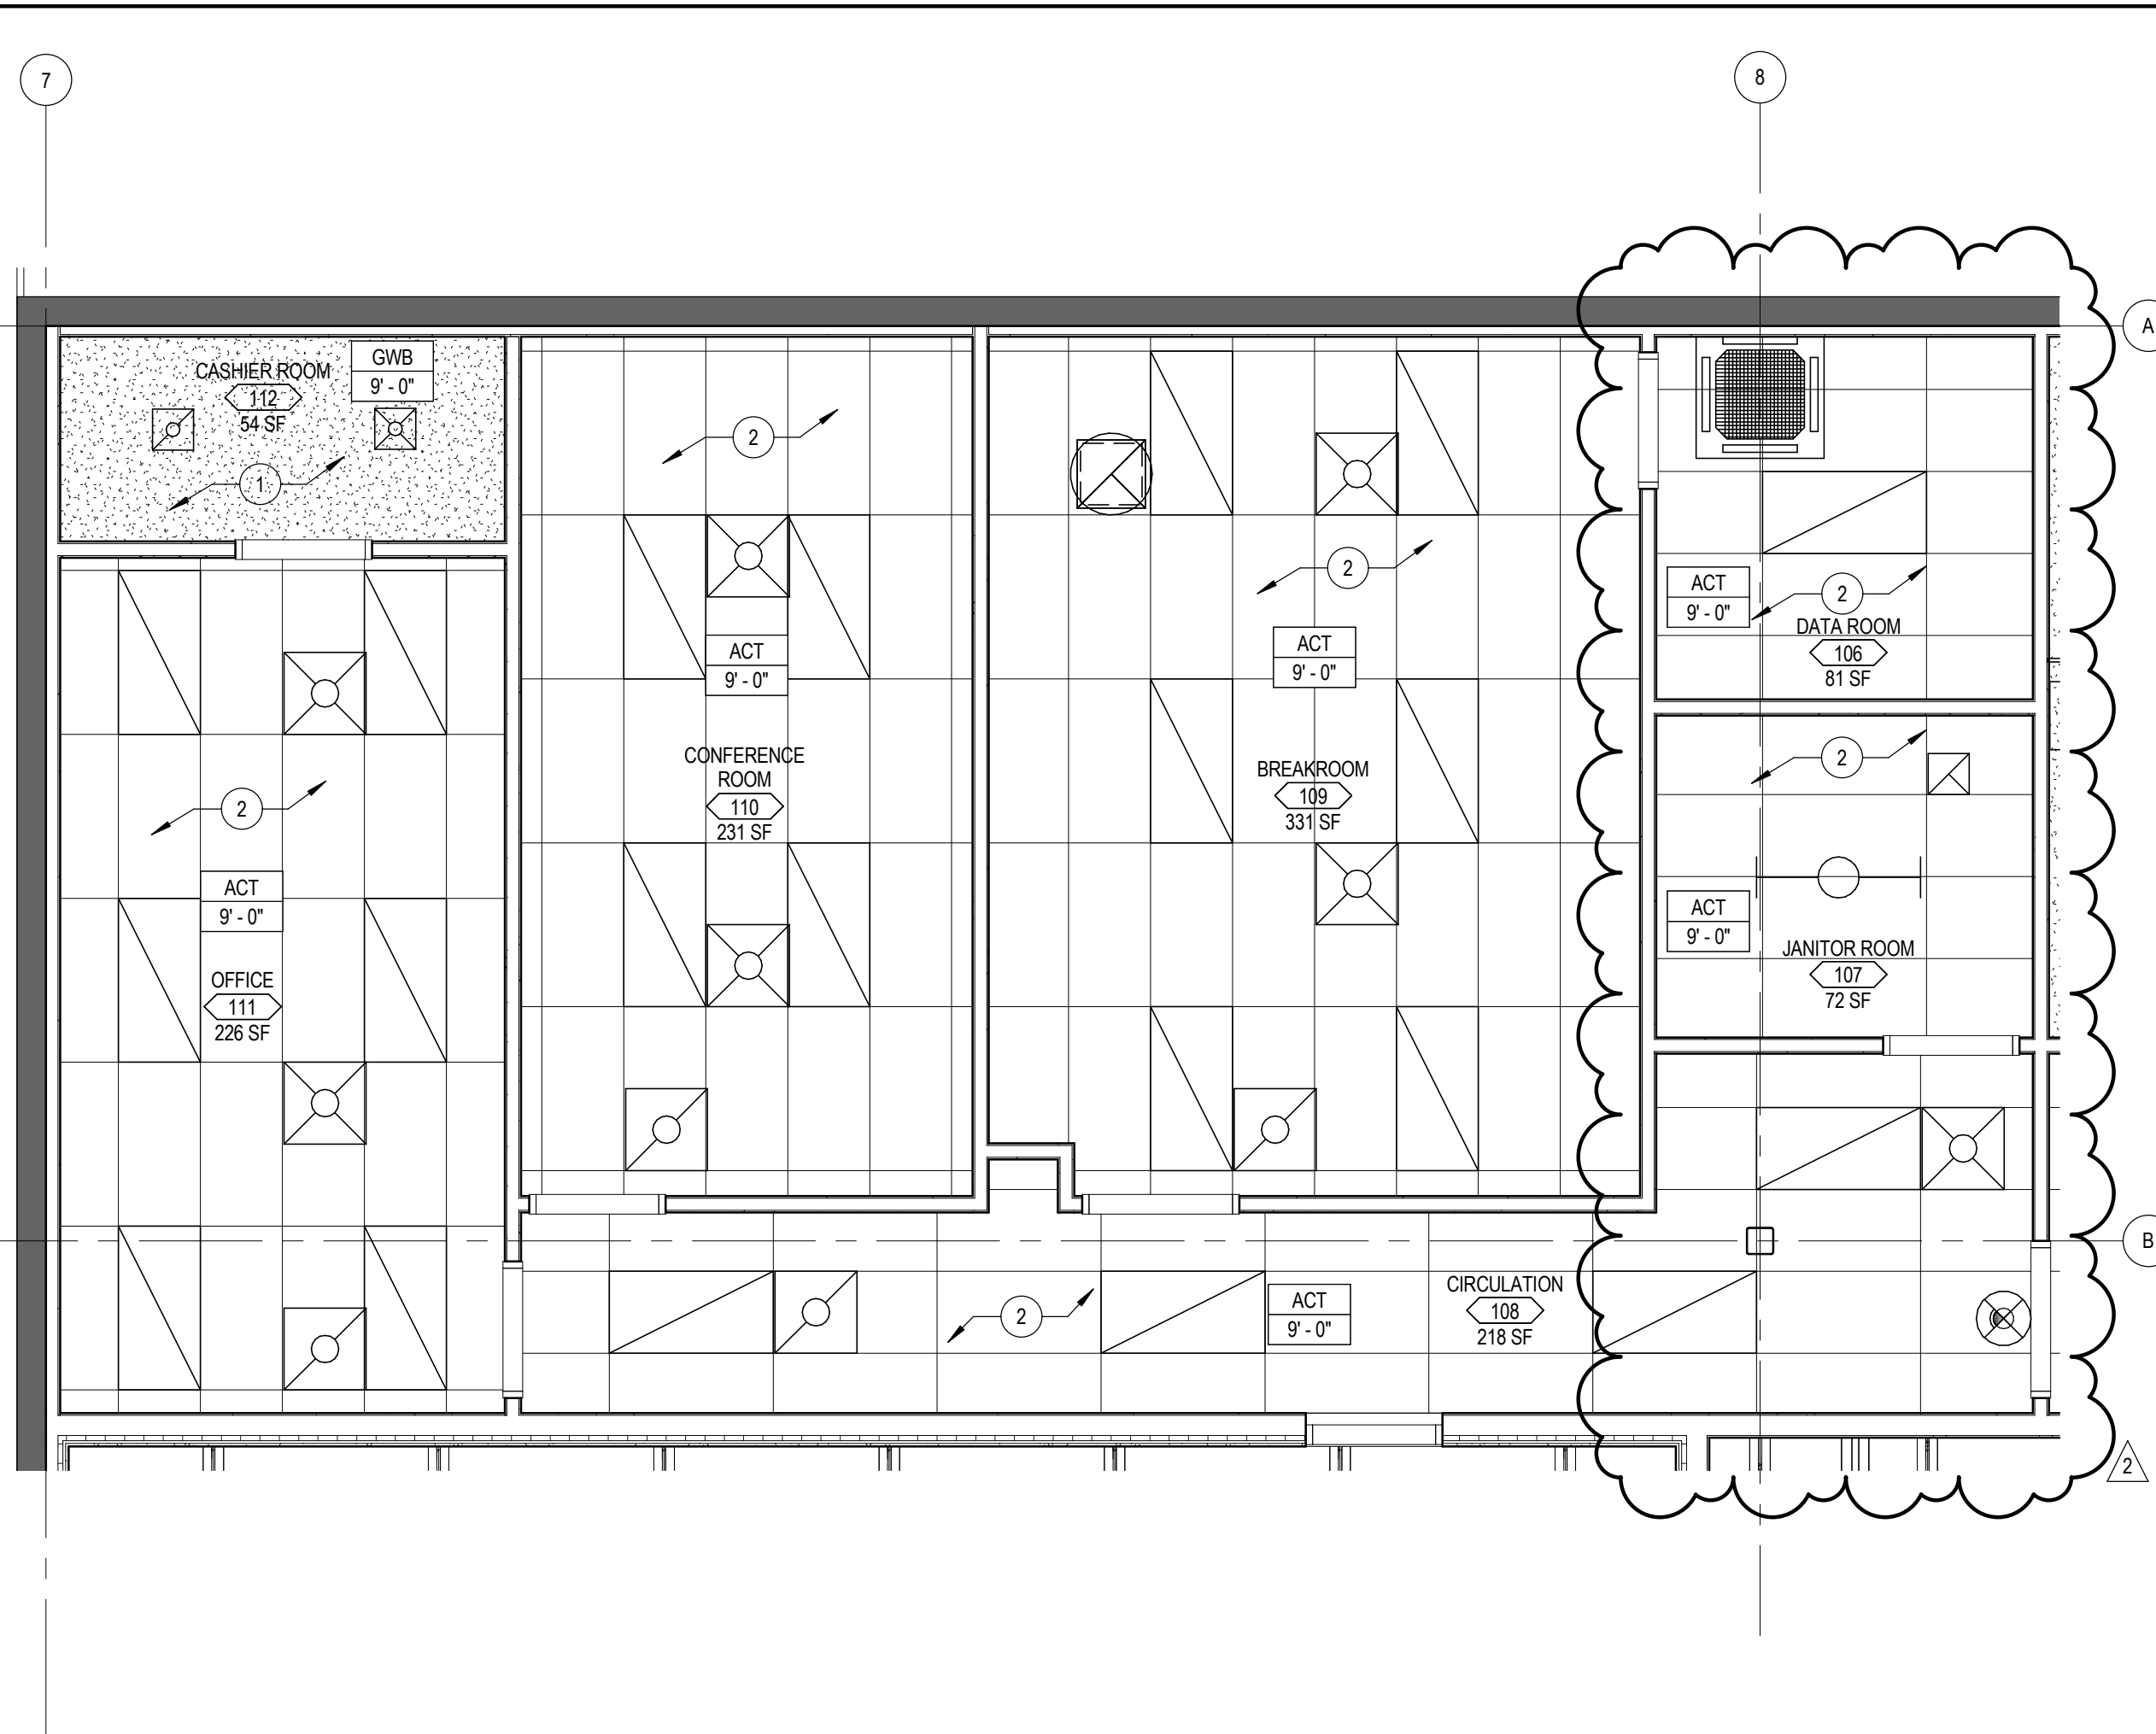 7
8
A
CASHIER ROOM
112
54 SF
GWB
9' - 0"
1
2
2
ACT
9' - 0"
2
DATA ROOM
106
81 SF
ACT
9' - 0"
CONFERENCE
ROOM
110
231 SF
ACT
9' - 0"
BREAKROOM
109
331 SF
2
2
ACT
9' - 0"
OFFICE
111
226 SF
ACT
9' - 0"
JANITOR ROOM
107
72 SF
B
2
ACT
9' - 0"
CIRCULATION
108
218 SF
2